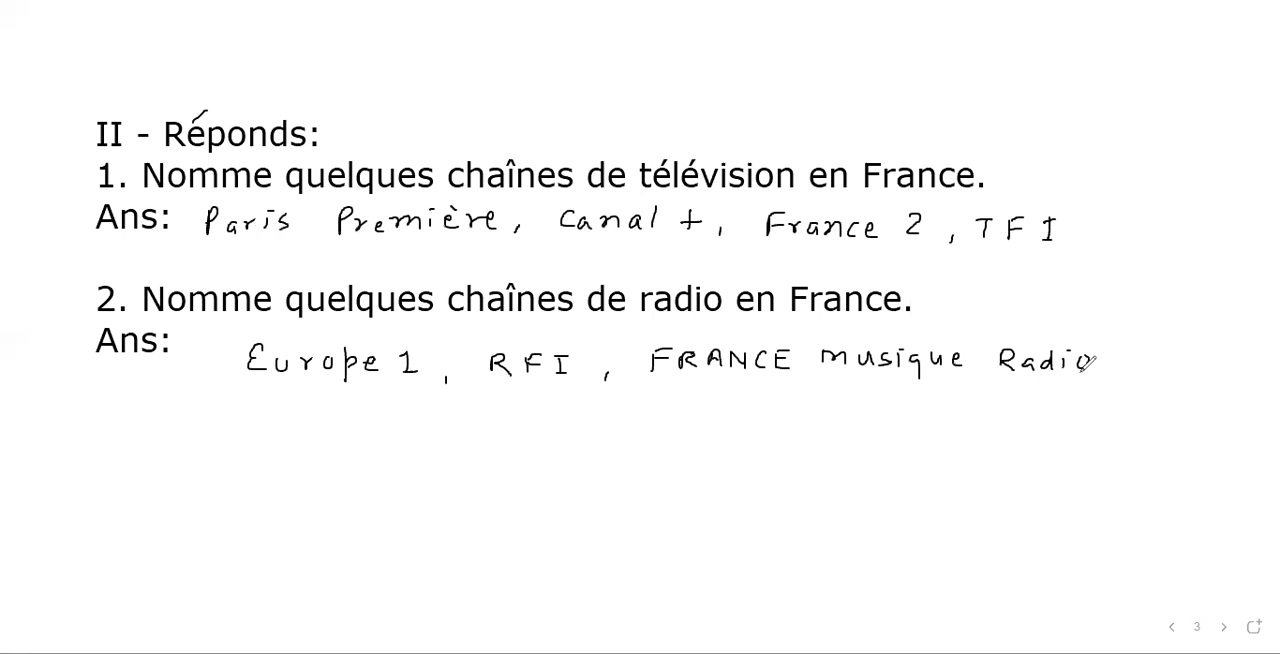 II - Réponds:
1. Nomme quelques chaînes de télévision en France.
Ans: Paris Première, Canal +, France 2, TFI
2. Nomme quelques chaînes de radio en France.
Ans:
Europe 1, RFI, FRANCE musique Radio
3